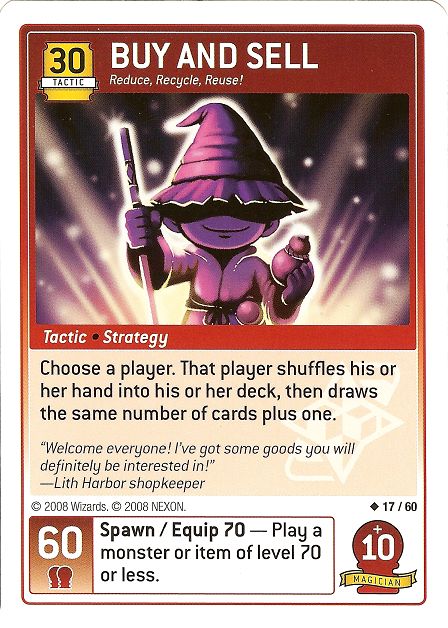 30
TACTIC
BUY AND SELL
Reduce, Recycle, Reuse!
Tactic • Strategy
Choose a player. That player shuffles his or
her hand into his or her deck, then draws
the same number of cards plus one.
“Welcome everyone! I’ve got some goods you will
definitely be interested in!”
—Lith Harbor shopkeeper
© 2008 Wizards. © 2008 NEXON.
◆ 17 / 60
60
Spawn / Equip 70 — Play a
monster or item of level 70
or less.
+
10
MAGICIAN